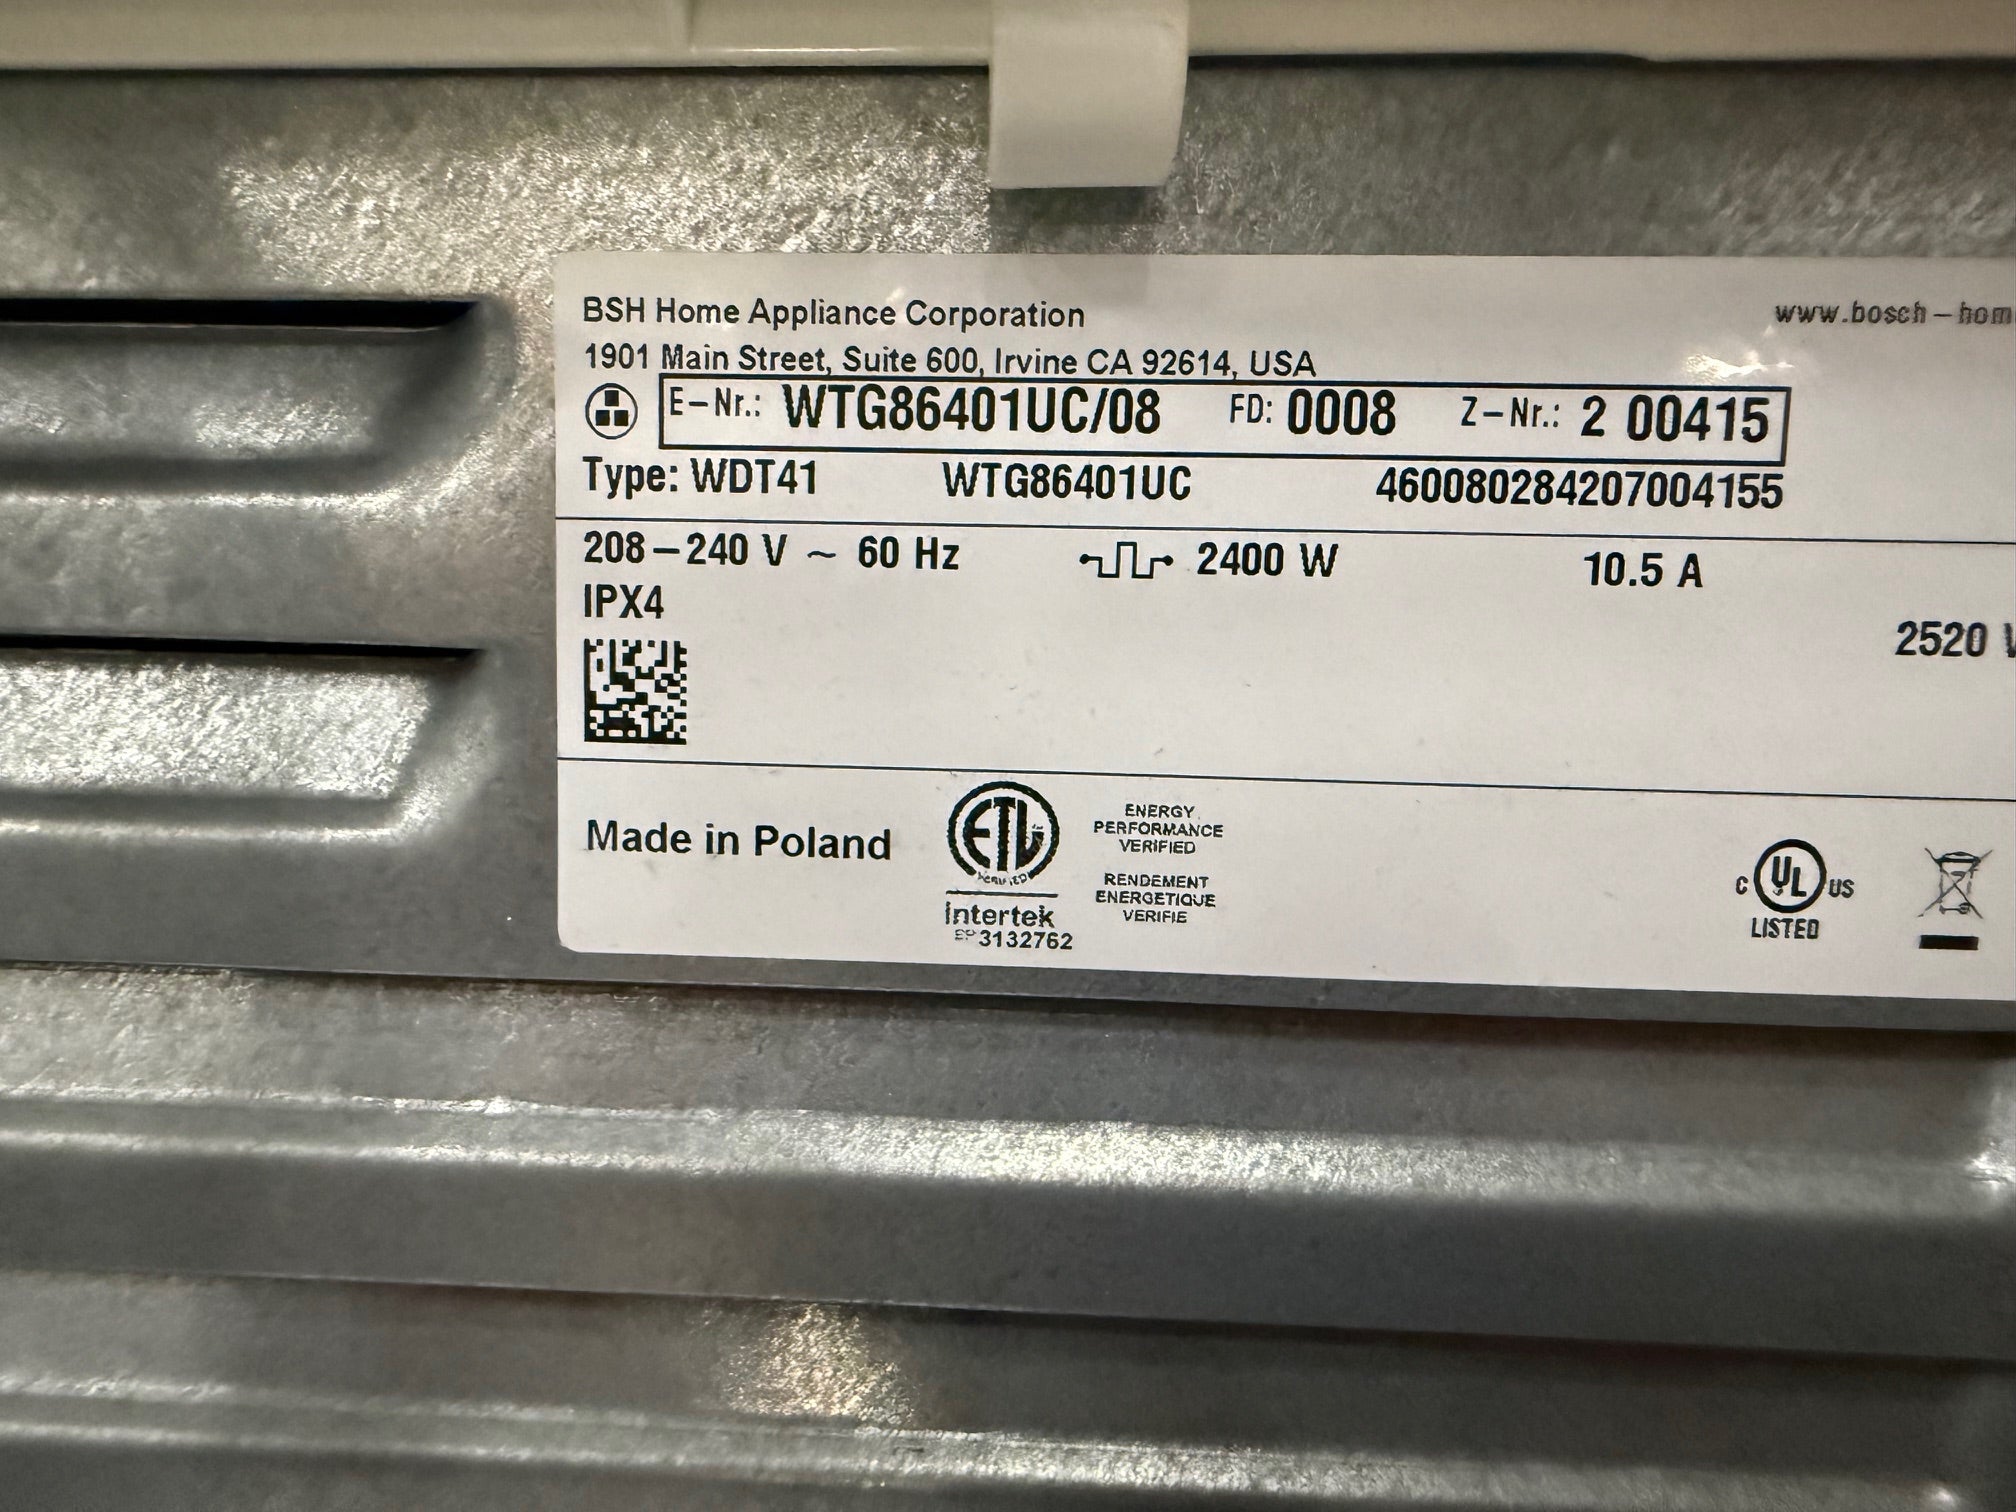 BSH Home Appliance Corporation
www.bosch-hom
1901 Main Street, Suite 600, Irvine CA 92614, USA
E-Nr.: WTG86401UC/08 FD: 0008 Z-Nr.: 2 00415
Type: WDT41 WTG86401UC 460080284207004155
208-240 V ~ 60 Hz 2400 W 10.5 A
IPX4
2520
Made in Poland
ETL
VERIFIED
Intertek
3132762
ENERGY
PERFORMANCE
VERIFIED
RENDEMENT
ENERGETIQUE
VERIFIE
C UL US
LISTED